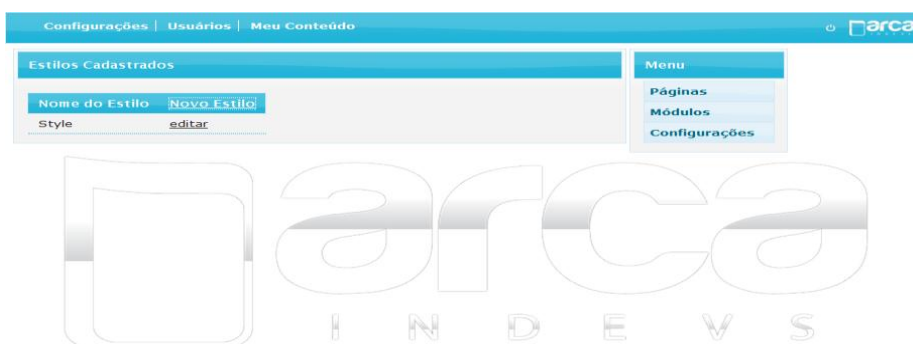 Configurações | Usuários | Meu Conteúdo
arca
Estilos Cadastrados
Nome do Estilo Novo Estilo
Style editar
Menu
Páginas
Módulos
Configurações
arca
INDEVS